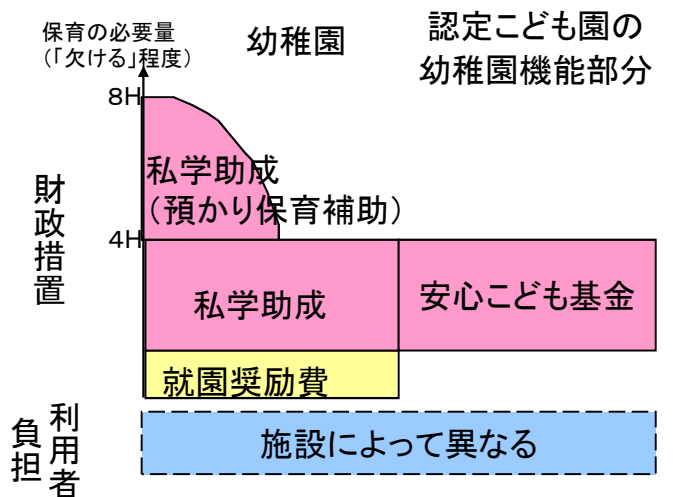 保育の必要量
（「欠ける」程度）
幼稚園
認定こども園の
幼稚園機能部分
8H
私学助成
（預かり保育補助）
財政措置
4H
私学助成
安心こども基金
就園奨励費
利用者
負担
施設によって異なる